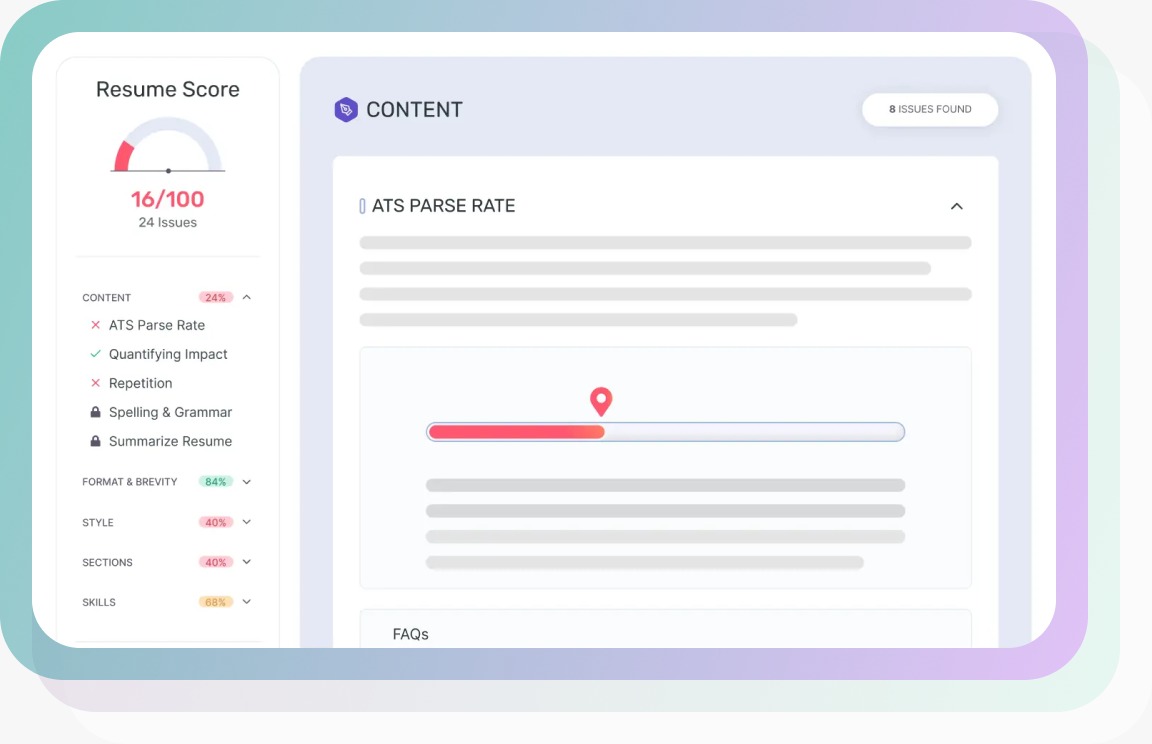 Resume Score
16/100
24 Issues
CONTENT 24%
ATS Parse Rate
Quantifying Impact
Repetition
Spelling & Grammar
Summarize Resume
FORMAT & BREVITY 84%
STYLE 40%
SECTIONS 40%
SKILLS 68%
CONTENT
8 ISSUES FOUND
ATS PARSE RATE
FAQs